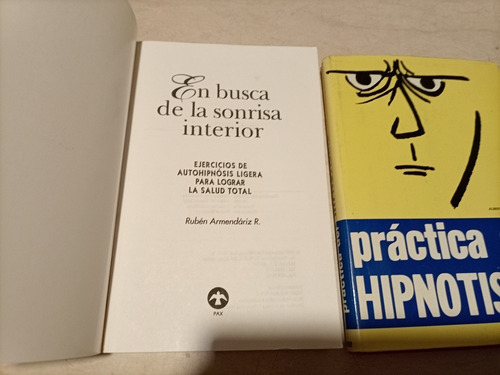 En busca
de la sonrisa
interior
EJERCICIOS DE
AUTOHIPNÓSIS LIGERA
PARA LOGRAR
LA SALUD TOTAL
Rubén Armendáriz R.
PAX
práctica
HIPNOTIS